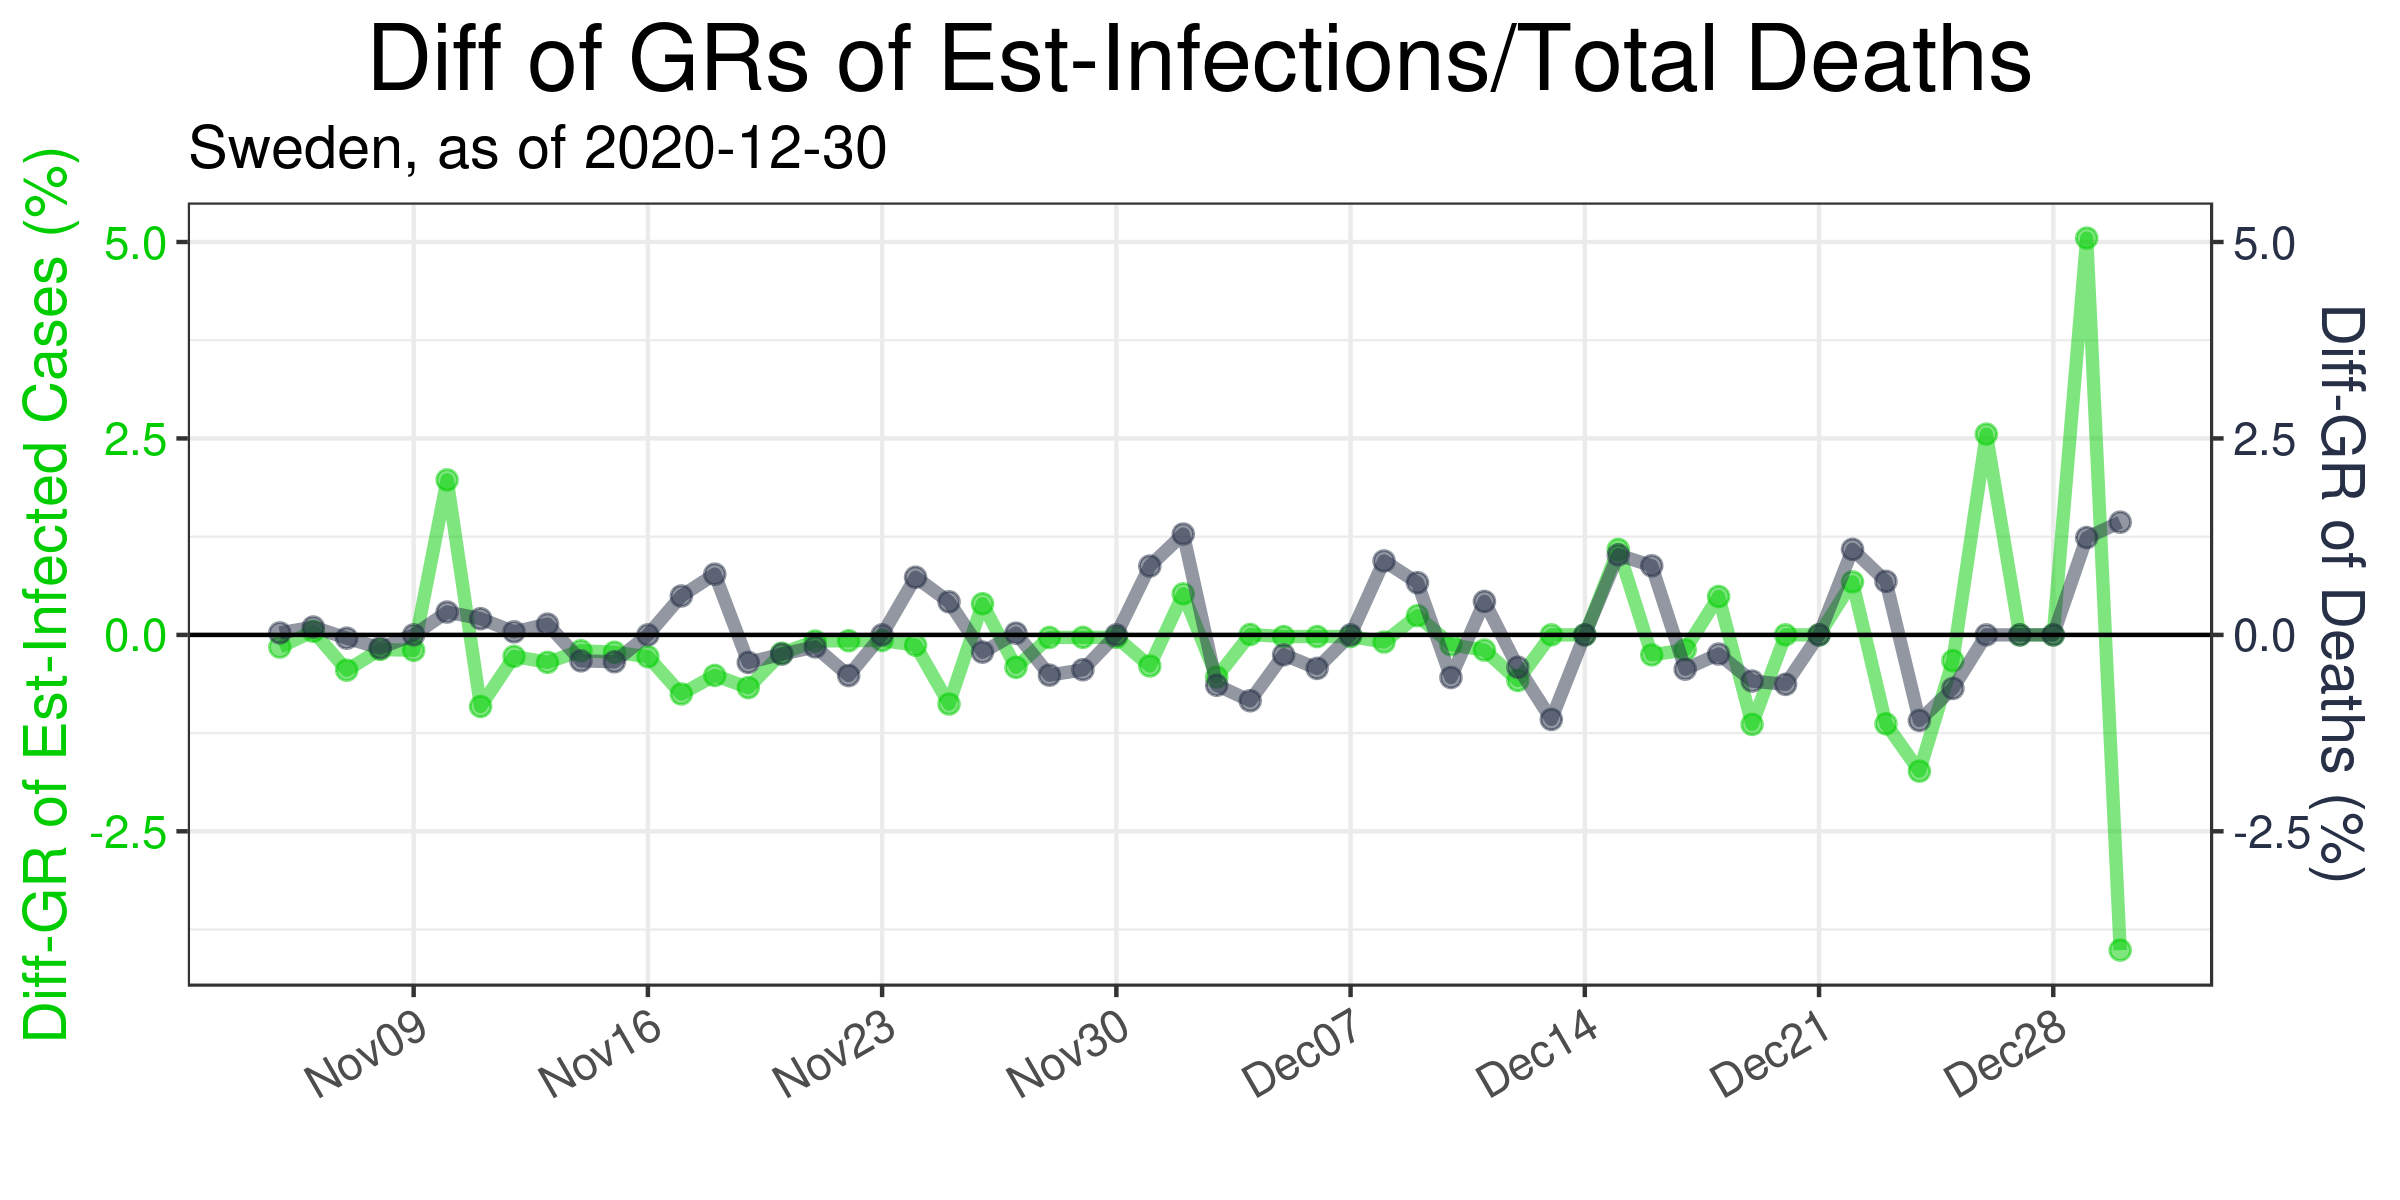 Diff of GRs of Est-Infections/Total Deaths
Sweden, as of 2020-12-30
Diff-GR of Est-Infected Cases (%)
5.0
2.5
0.0
-2.5
5.0
2.5
0.0
-2.5
Diff-GR of Deaths (%)
Nov09
Nov16
Nov23
Nov30
Dec07
Dec14
Dec21
Dec28